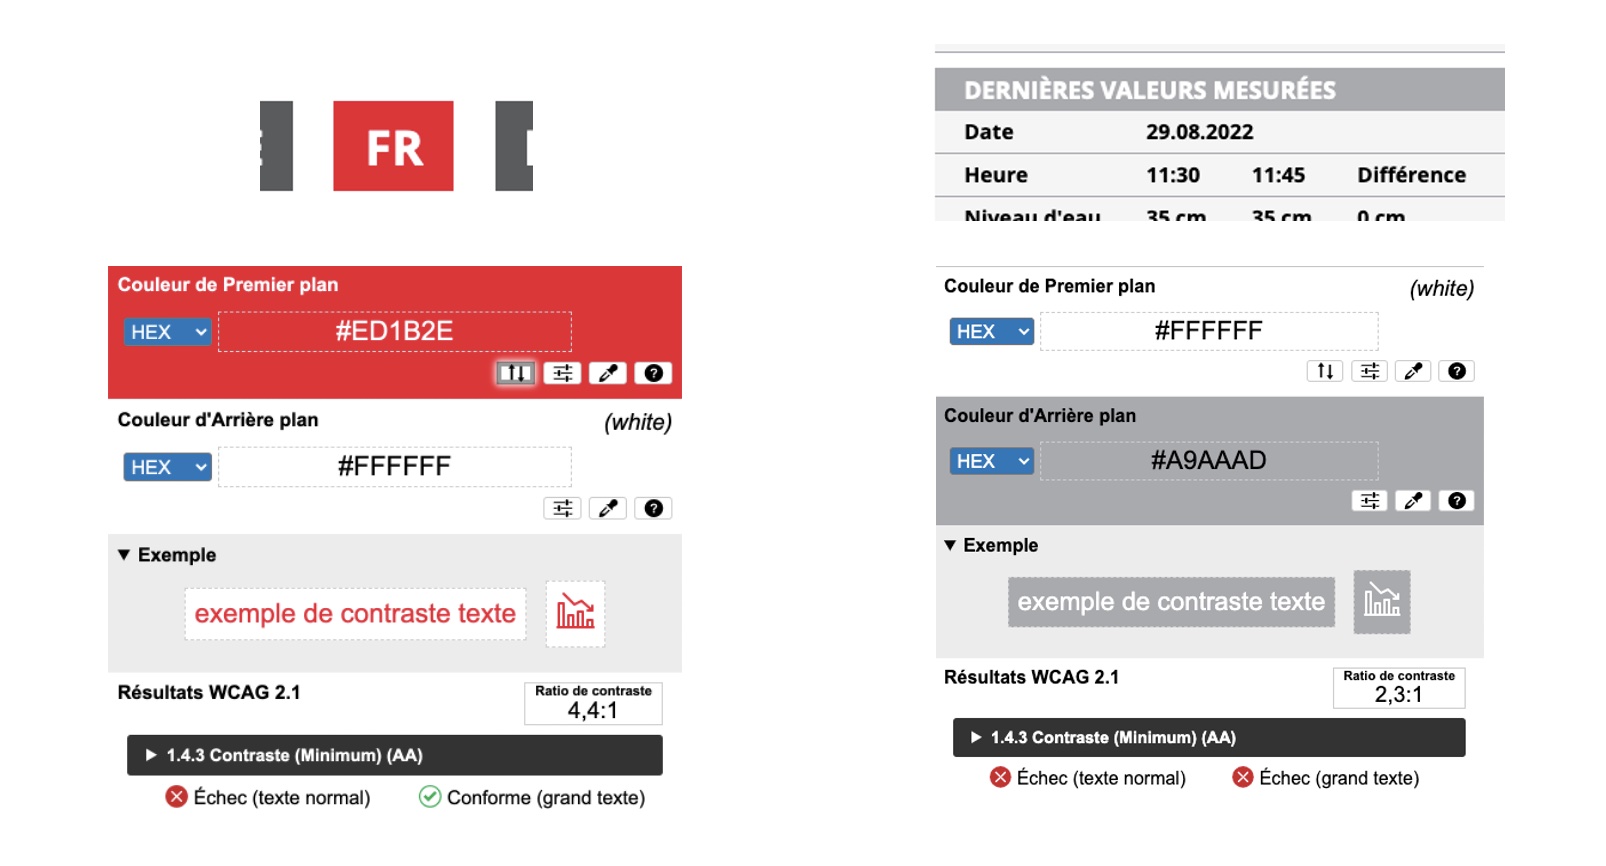 FR
Couleur de Premier plan
HEX
#ED1B2E
Couleur d'Arrière plan
(white)
HEX
#FFFFFF
▼ Exemple
exemple de contraste texte
Résultats WCAG 2.1
Ratio de contraste
4,4:1
▶ 1.4.3 Contraste (Minimum) (AA)
Échec (texte normal)
Conforme (grand texte)
DERNIÈRES VALEURS MESURÉES
Date 29.08.2022
Heure 11:30 11:45 Différence
Niveau d'eau 35 cm 35 cm 0 cm
Couleur de Premier plan
(white)
HEX
#FFFFFF
Couleur d'Arrière plan
HEX
#A9AAAD
▼ Exemple
exemple de contraste texte
Résultats WCAG 2.1
Ratio de contraste
2,3:1
▶ 1.4.3 Contraste (Minimum) (AA)
Échec (texte normal)
Échec (grand texte)